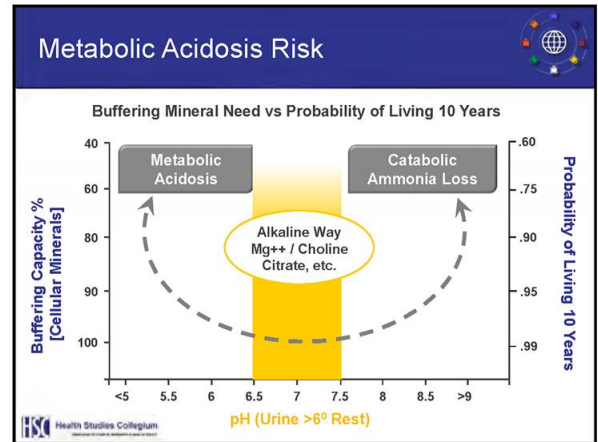 Metabolic Acidosis Risk
Buffering Mineral Need vs Probability of Living 10 Years
Buffering Capacity %
[Cellular Minerals]
40
60
80
90
100
Metabolic
Acidosis
Catabolic
Ammonia Loss
Alkaline Way
Mg++ / Choline
Citrate, etc.
.60
.75
.90
.95
.99
Probability of Living 10 Years
<5
5.5
6
6.5
7
7.5
8
8.5
>9
pH (Urine >6⁰ Rest)
HSC Health Studies Collegium